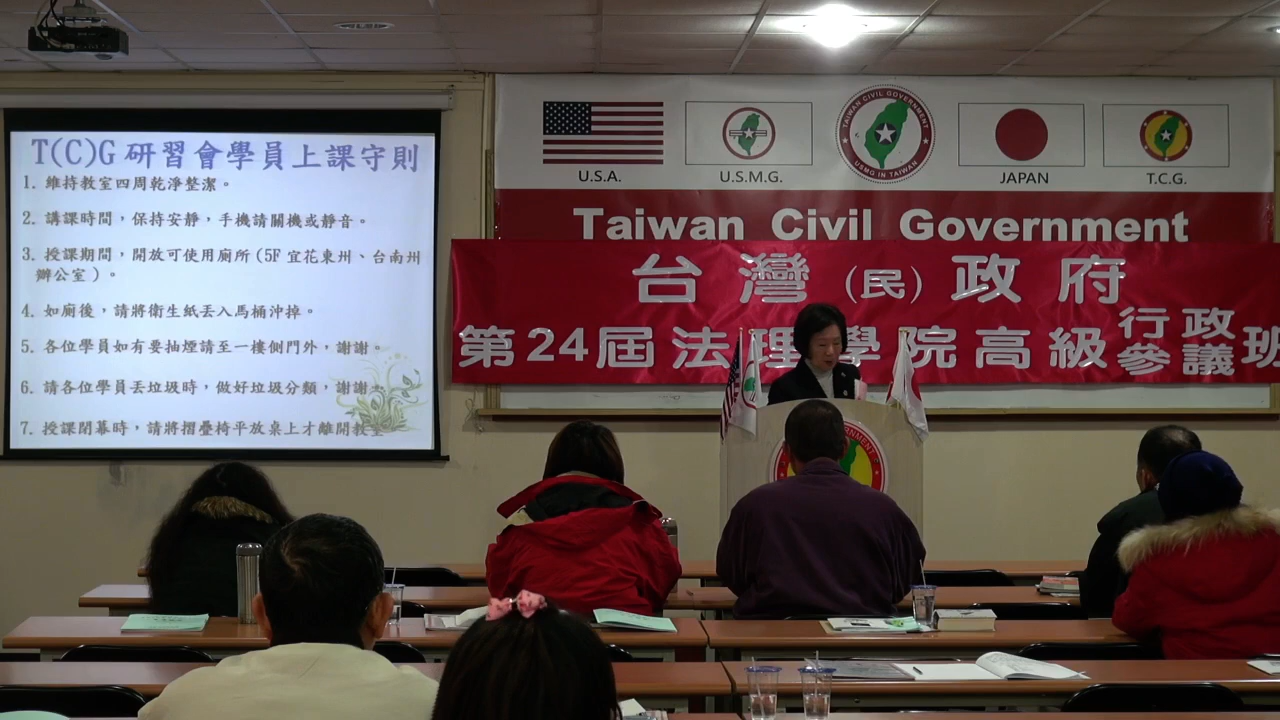 T(C)G 研習會學員上課守則
1. 維持教室四周乾淨整潔。
2. 講課時間，保持安靜，手機請關機或靜音。
3. 授課期間，開放可使用廁所(5F 宜花東州、台南州
辦公室)。
4. 如廁後，請將衛生紙丟入馬桶沖掉。
5. 各位學員如有要抽煙請至一樓側門外，謝謝。
6. 請各位學員丟垃圾時，做好垃圾分類，謝謝。
7. 授課閉幕時，請將摺疊椅平放桌上才離開教室
TAIWAN CIVIL GOVERNMENT
USMG IN TAIWAN
U.S.A.
U.S.M.G.
JAPAN
T.C.G.
Taiwan Civil Government
台灣(民)政府
第24屆法理學院高級行政參議班